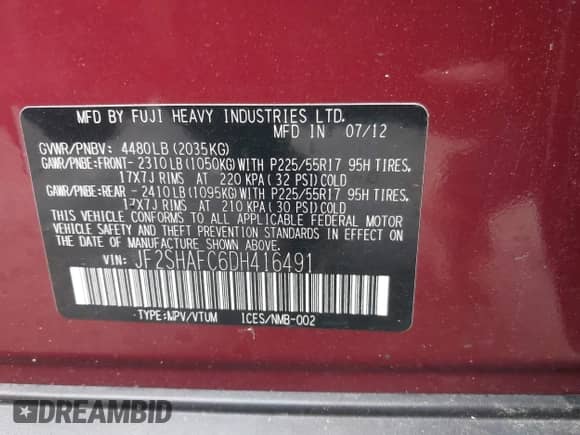 MFD BY FUJI HEAVY INDUSTRIES LTD.
MFD IN 07/12
GVWR/PNBV: 4480LB(2035KG)
GAWR/PNBE:FRONT-2310LB(1050KG)WITH P225/55R17 95H TIRES,
17X7J RIMS AT 220 KPA(32 PSI)COLD
GAWR/PNBE:REAR -2410LB(1095KG)WITH P225/55R17 95H TIRES,
17X7J RIMS AT 210 KPA(30 PSI)COLD
THIS VEHICLE CONFORMS TO ALL APPLICABLE FEDERAL MOTOR
VEHICLE SAFETY AND THEFT PREVENTION STANDARDS IN EFFECT
ON THE DATE OF MANUFACTURE SHOWN ABOVE.
VIN: JF2SHAFC6DH416491
TYPE:MPV/VTUM ICES/NMB-002
DREAMBID